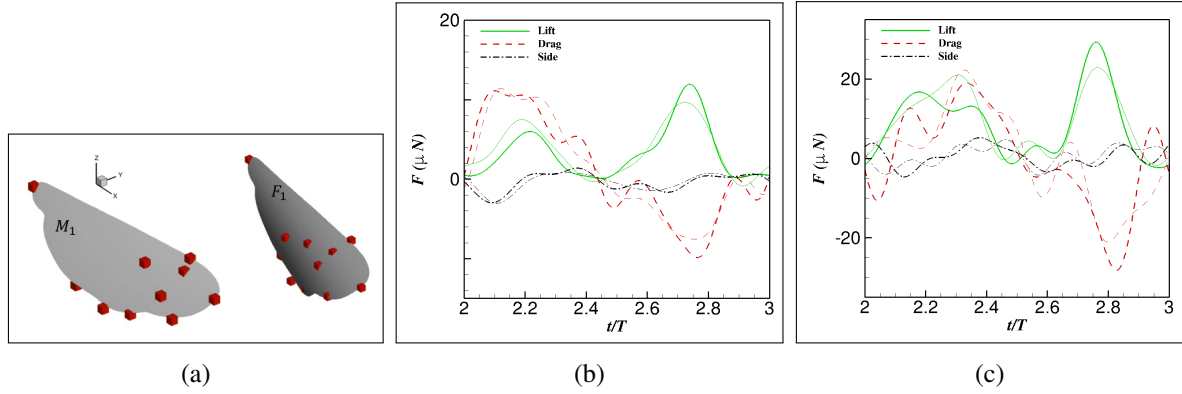 Z
Y
X
M₁
F₁
(a)
Lift
Drag
Side
20
10
0
F (μ N)
2 2.2 2.4 2.6 2.8 3
t/T
(b)
Lift
Drag
Side
20
0
-20
F (μ N)
2 2.2 2.4 2.6 2.8 3
t/T
(c)